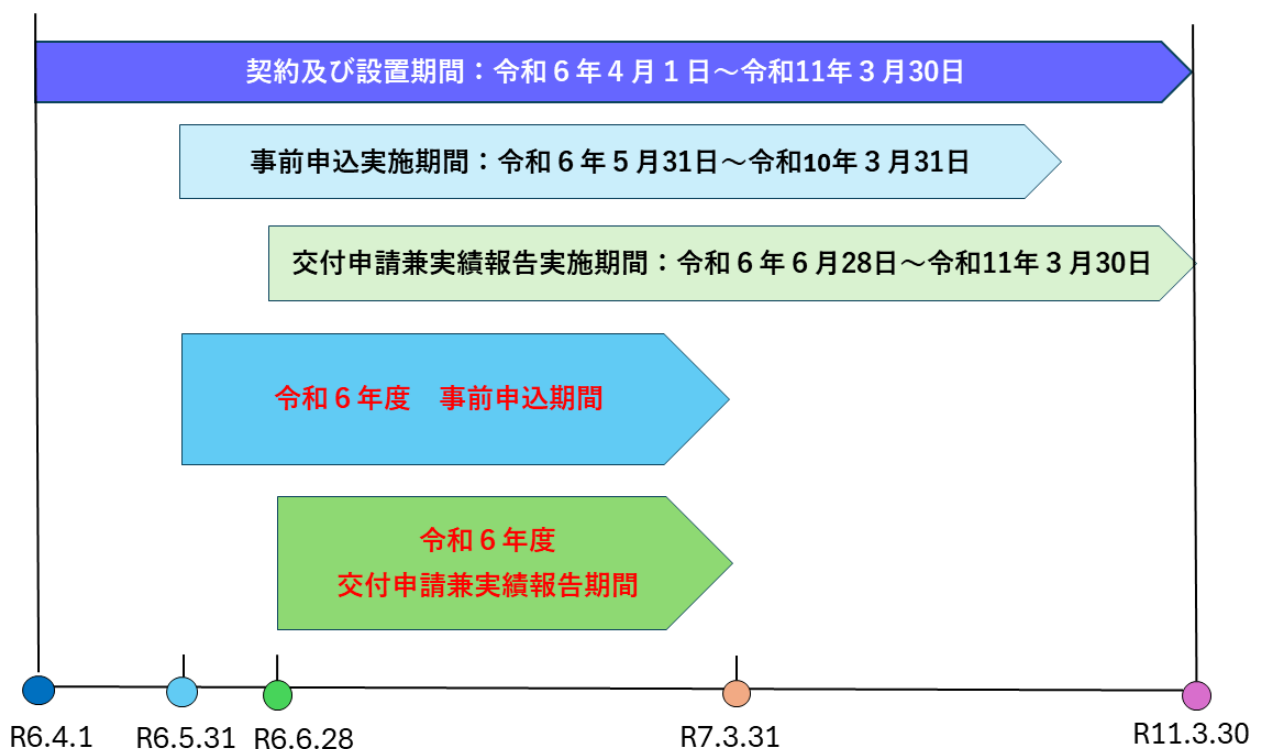 契約及び設置期間：令和６年４月１日～令和11年３月30日
事前申込実施期間：令和６年５月31日～令和10年３月31日
交付申請兼実績報告実施期間：令和６年６月28日～令和11年３月30日
令和６年度　事前申込期間
令和６年度
交付申請兼実績報告期間
R6.4.1
R6.5.31
R6.6.28
R7.3.31
R11.3.30